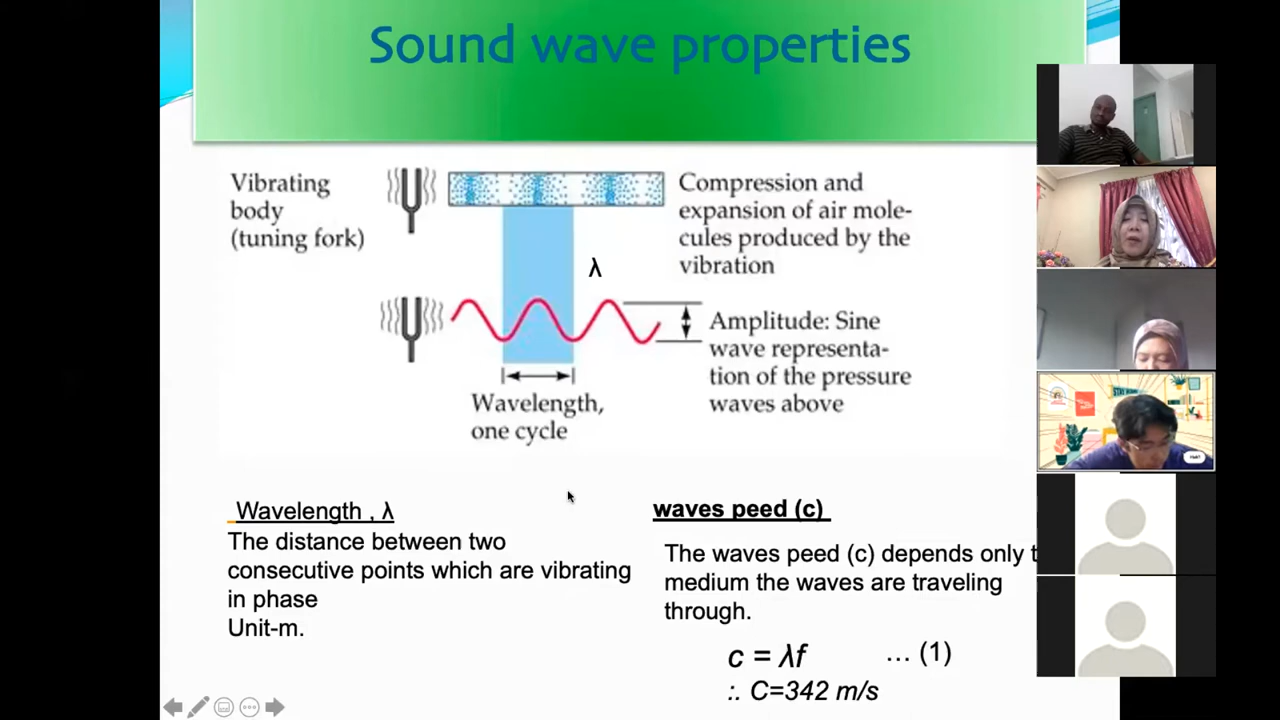 Sound wave properties
Vibrating
body
(tuning fork)
Compression and
expansion of air mole-
cules produced by the
vibration
λ
Amplitude: Sine
wave representa-
tion of the pressure
waves above
Wavelength,
one cycle
Wavelength , λ
The distance between two
consecutive points which are vibrating
in phase
Unit-m.
waves peed (c)
The waves peed (c) depends only t
medium the waves are traveling
through.
c = λf ... (1)
∴ C=342 m/s